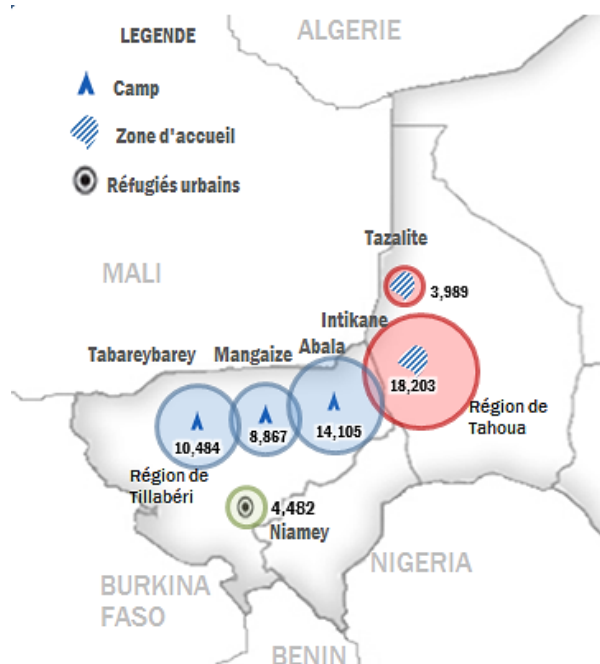 LEGENDE
Camp
Zone d'accueil
Réfugiés urbains
ALGERIE
MALI
Tazalite
3,989
Intikane
18,203
Abala
14,105
Mangaize
8,867
Tabareybarey
10,484
Région de
Tahoua
Région de
Tillabéri
4,482
Niamey
NIGERIA
BURKINA
FASO
BENIN